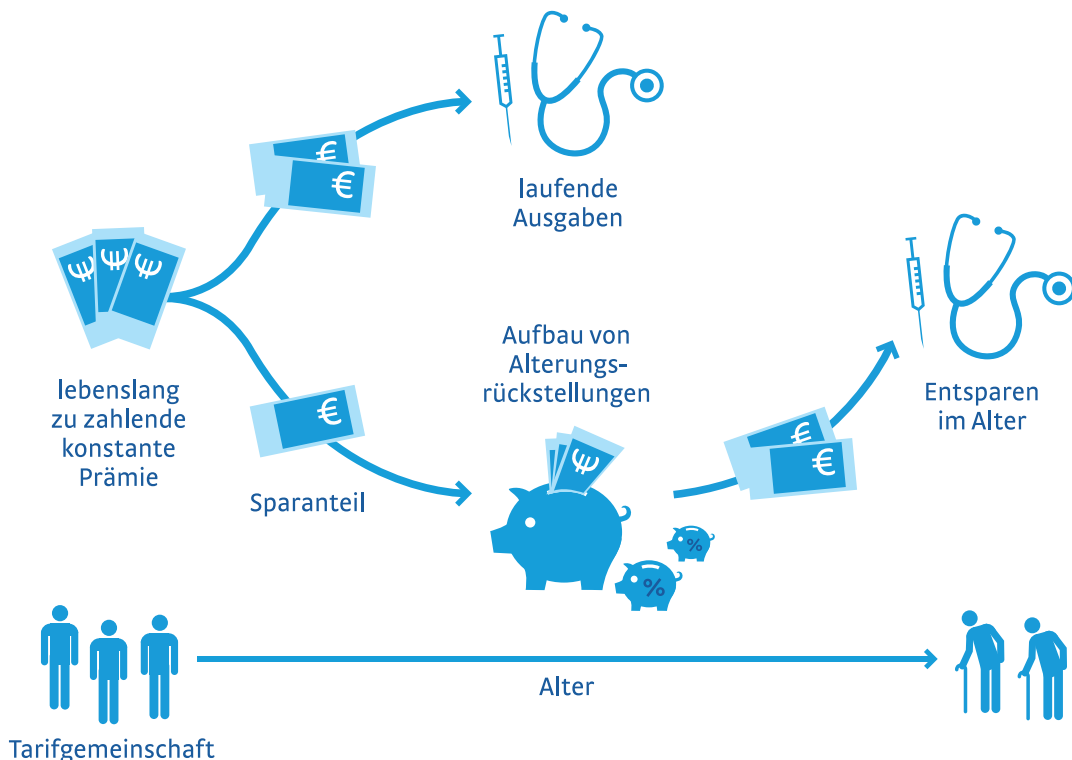 laufende
Ausgaben
lebenslang
zu zahlende
konstante
Prämie
Sparanteil
Aufbau von
Alterungs-
rückstellungen
Entsparen
im Alter
€
€
€
€
€
€
€
€
€
%
%
Alter
Tarifgemeinschaft